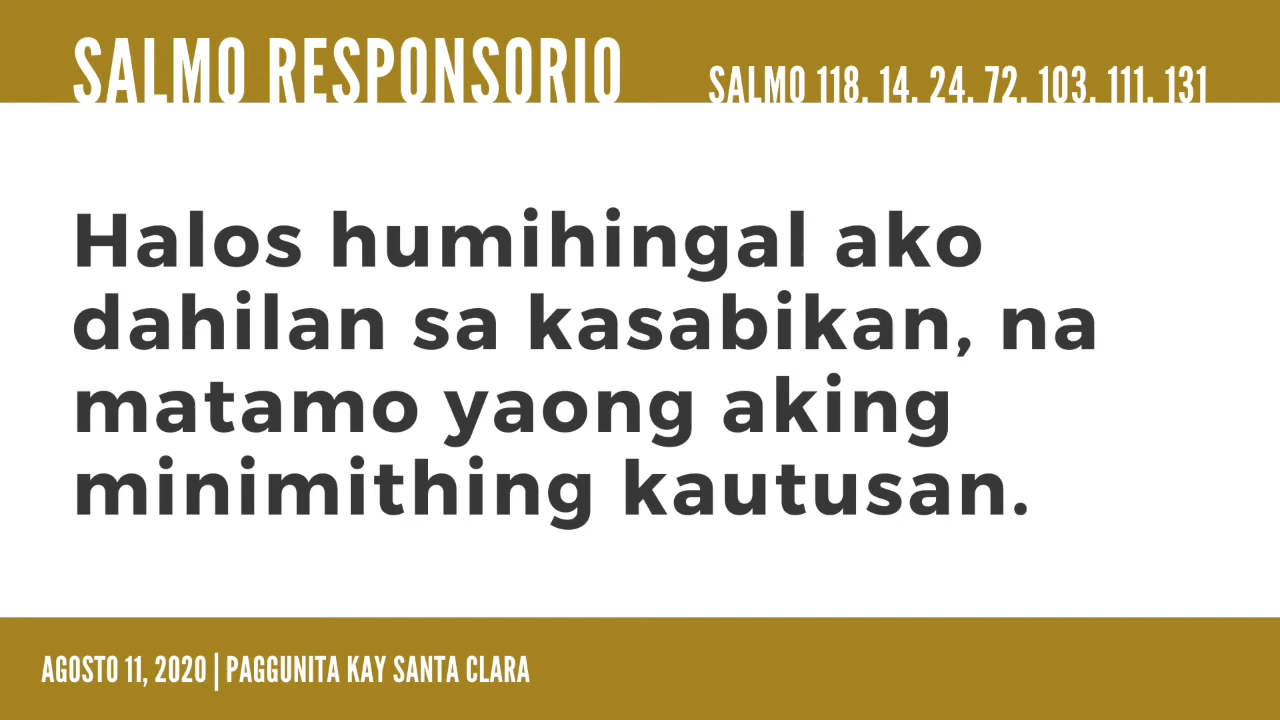 SALMO RESPONSORIO
SALMO 118. 14. 24. 72. 103. 111. 131
Halos humihingal ako
dahilan sa kasabikan, na
matamo yaong aking
minimithing kautusan.
AGOSTO 11, 2020 | PAGGUNITA KAY SANTA CLARA